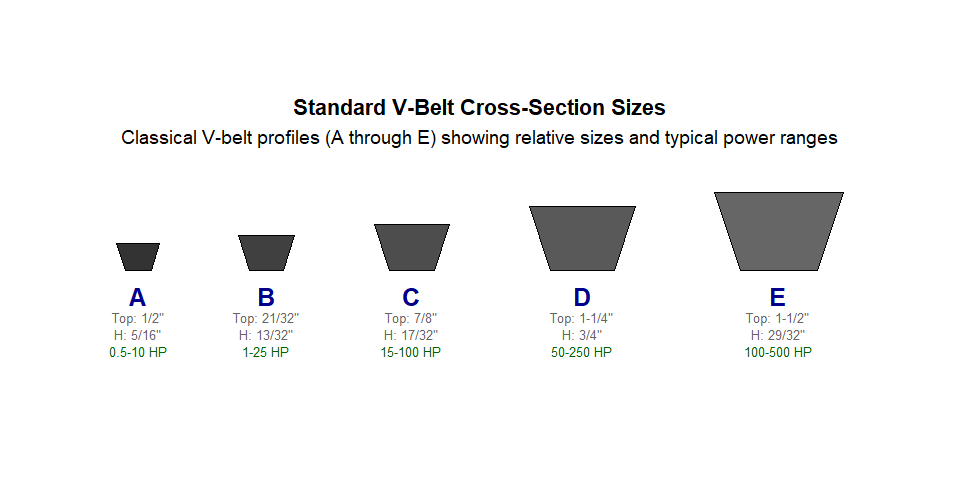 Standard V-Belt Cross-Section Sizes
Classical V-belt profiles (A through E) showing relative sizes and typical power ranges
A B C D E
Top: 1/2" Top: 21/32" Top: 7/8" Top: 1-1/4" Top: 1-1/2"
H: 5/16" H: 13/32" H: 17/32" H: 3/4" H: 29/32"
0.5-10 HP 1-25 HP 15-100 HP 50-250 HP 100-500 HP